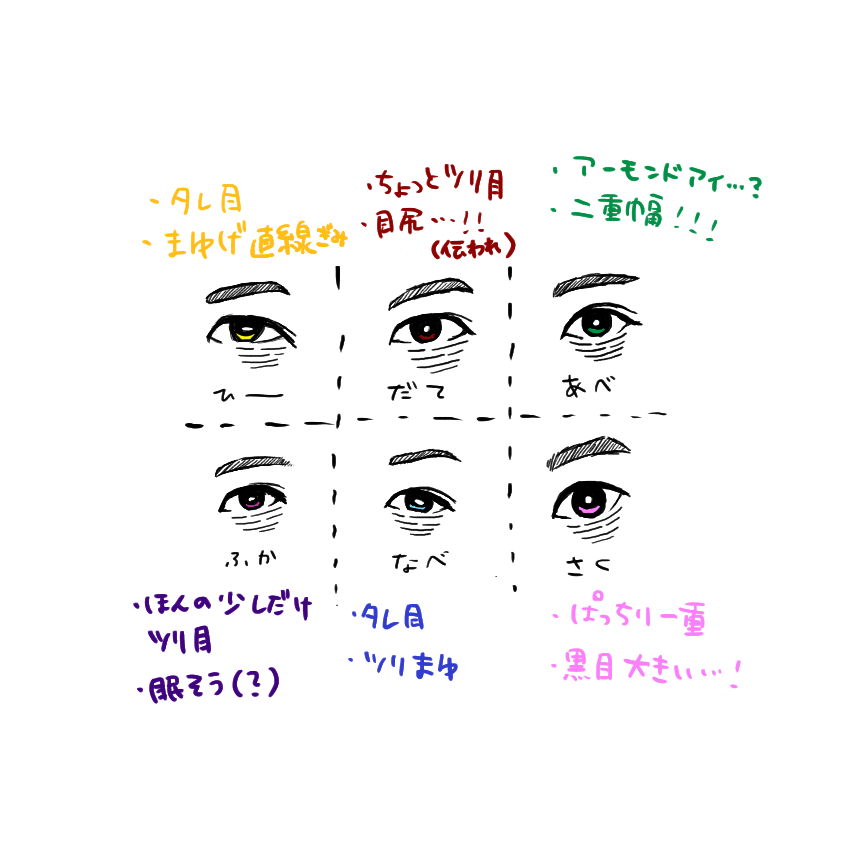 ・タレ目
・まゆげ直線ぎみ
・ちょっとツリ目
・目尻…!!
(伝われ)
・アーモンドアイ…?
・二重幅!!!
ひー
だて
あべ
ふか
なべ
さく
・ほんの少しだけ
ツリ目
・眠そう(?)
・タレ目
・ツリまゆ
・ぱっちり一重
・黒目大きい…!